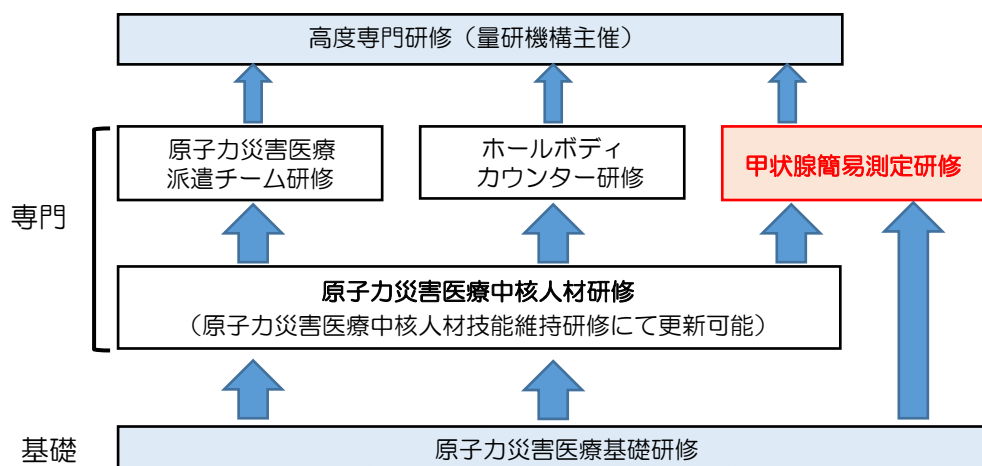 高度専門研修（量研機構主催）
原子力災害医療
派遣チーム研修
ホールボディ
カウンター研修
甲状腺簡易測定研修
専門
原子力災害医療中核人材研修
（原子力災害医療中核人材技能維持研修にて更新可能）
基礎
原子力災害医療基礎研修